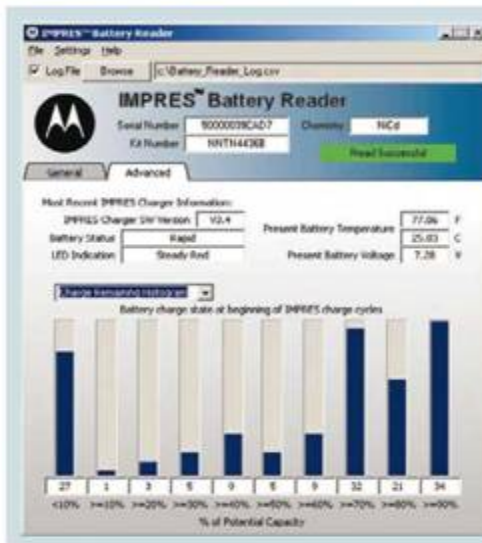 IMPRES™ Battery Reader
File Settings Help
Log File Browse c:\Battery_Reader_Log.csv
IMPRES™ Battery Reader
Serial Number Chemistry NiCd
Kit Number NNTN4436B
Read Successful
General Advanced
Most Recent IMPRES Charger Information:
IMPRES Charger SW Version V3.4
Battery Status Rapid
LED Indication Steady Red
Present Battery Temperature 77.06 F
25.03 C
Present Battery Voltage 7.28 V
Charge Remaining Histogram
Battery charge state at beginning of IMPRES charge cycles
27 1 3 5 9 5 9 32 21 34
<10% >=10% >=20% >=30% >=40% >=50% >=60% >=70% >=80% >=90%
% of Potential Capacity